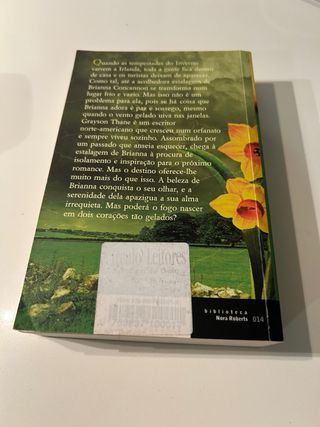 Quando as tempestades do Inverno
varrem a Irlanda, toda a gente fica dentro
de casa e os turistas deixam de aparecer.
Como tal, até a acolhedora estalagem de
Brianna Concannon se transforma num
lugar frio e vazio. Mas isso não é um
problema para ela, pois se há coisa que
Brianna adora é paz e sossego, mesmo
quando o vento gelado uiva nas janelas.
Grayson Thane é um escritor
norte-americano que cresceu num orfanato
e sempre viveu sozinho. Assombrado por
um passado que anseia esquecer, chega à
estalagem de Brianna à procura de
isolamento e inspiração para o próximo
romance. Mas o destino oferece-lhe
muito mais do que isso. A beleza de
Brianna conquista o seu olhar, e a
serenidade dela apazigua a sua alma
irrequieta. Mas poderá o fogo nascer
em dois corações tão gelados?
Leitores
biblioteca
Nora Roberts 014